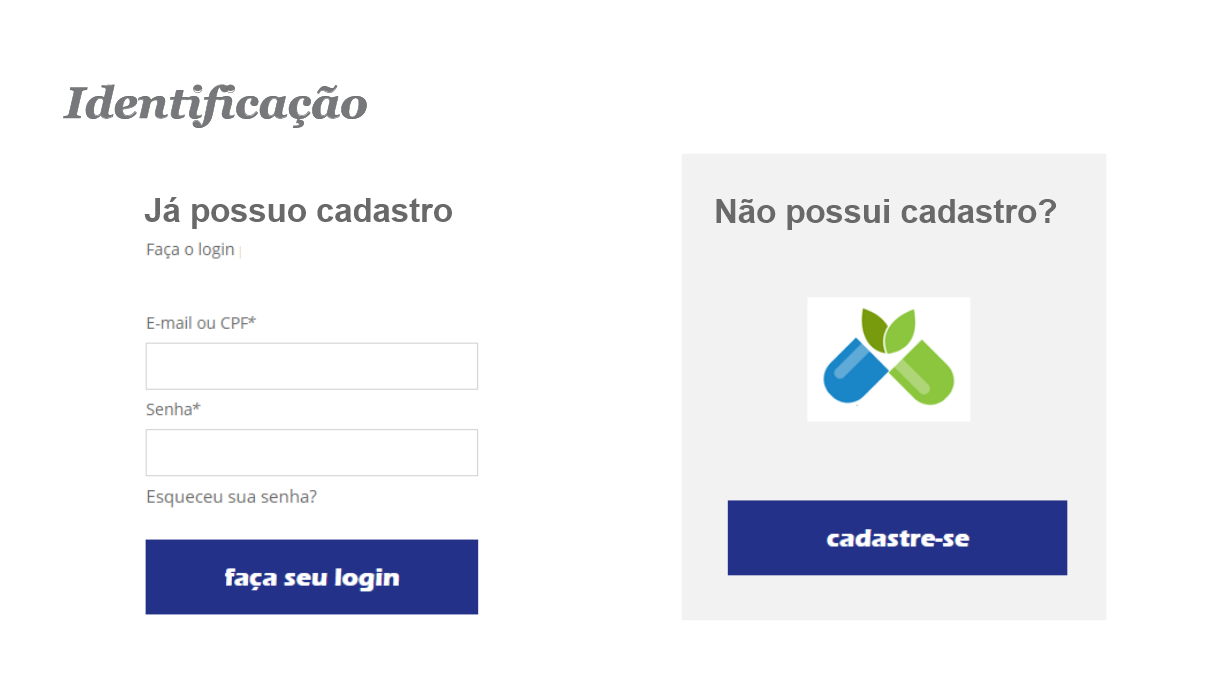 Identificação
Já possuo cadastro
Faça o login |
E-mail ou CPF*
Senha*
Esqueceu sua senha?
faça seu login
Não possui cadastro?
cadastre-se